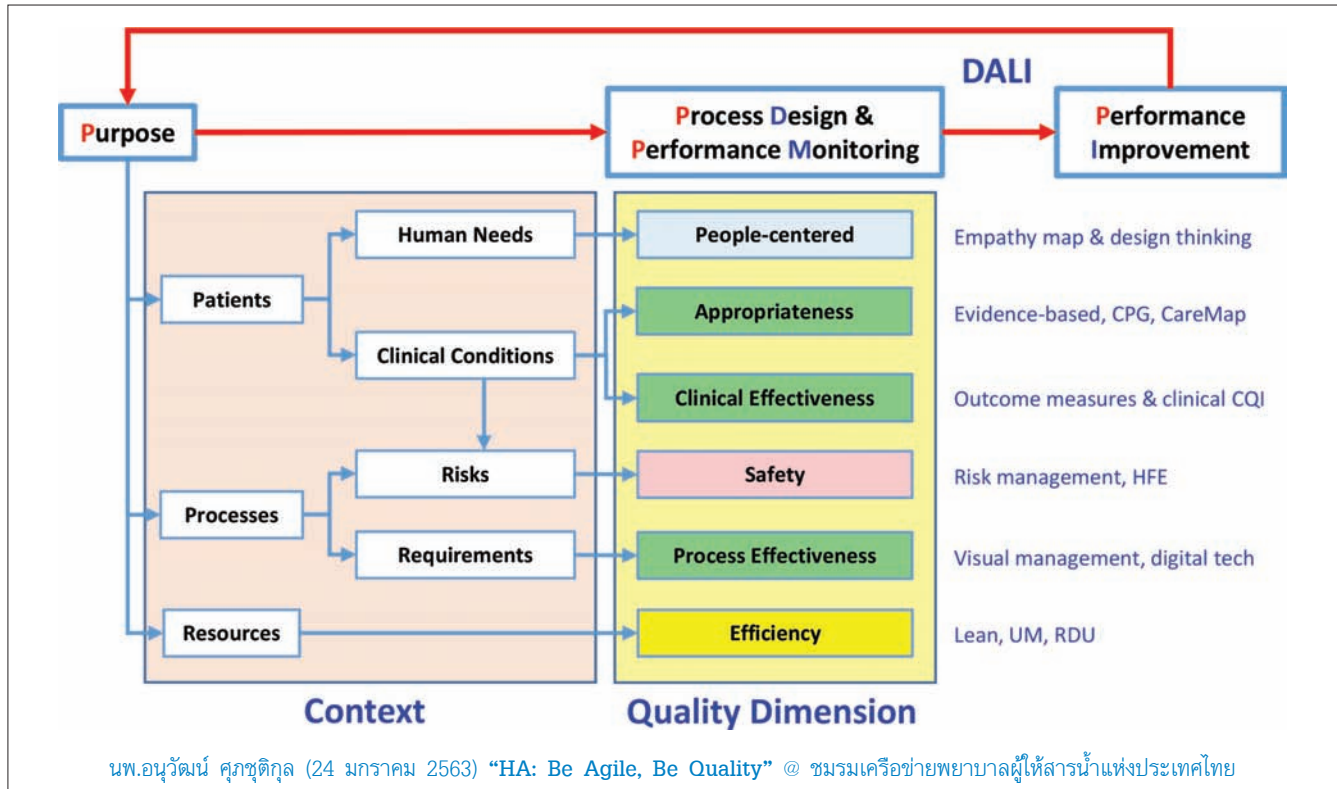 DALI
Purpose
Process Design &
Performance Monitoring
Performance
Improvement
Human Needs
People-centered
Empathy map & design thinking
Patients
Appropriateness
Evidence-based, CPG, CareMap
Clinical Conditions
Clinical Effectiveness
Outcome measures & clinical CQI
Risks
Safety
Risk management, HFE
Processes
Requirements
Process Effectiveness
Visual management, digital tech
Resources
Efficiency
Lean, UM, RDU
Context
Quality Dimension
นพ.อนุวัฒน์ ศุภชุติกุล (24 มกราคม 2563) “HA: Be Agile, Be Quality” @ ชมรมเครือข่ายพยาบาลผู้ให้สารน้ำแห่งประเทศไทย